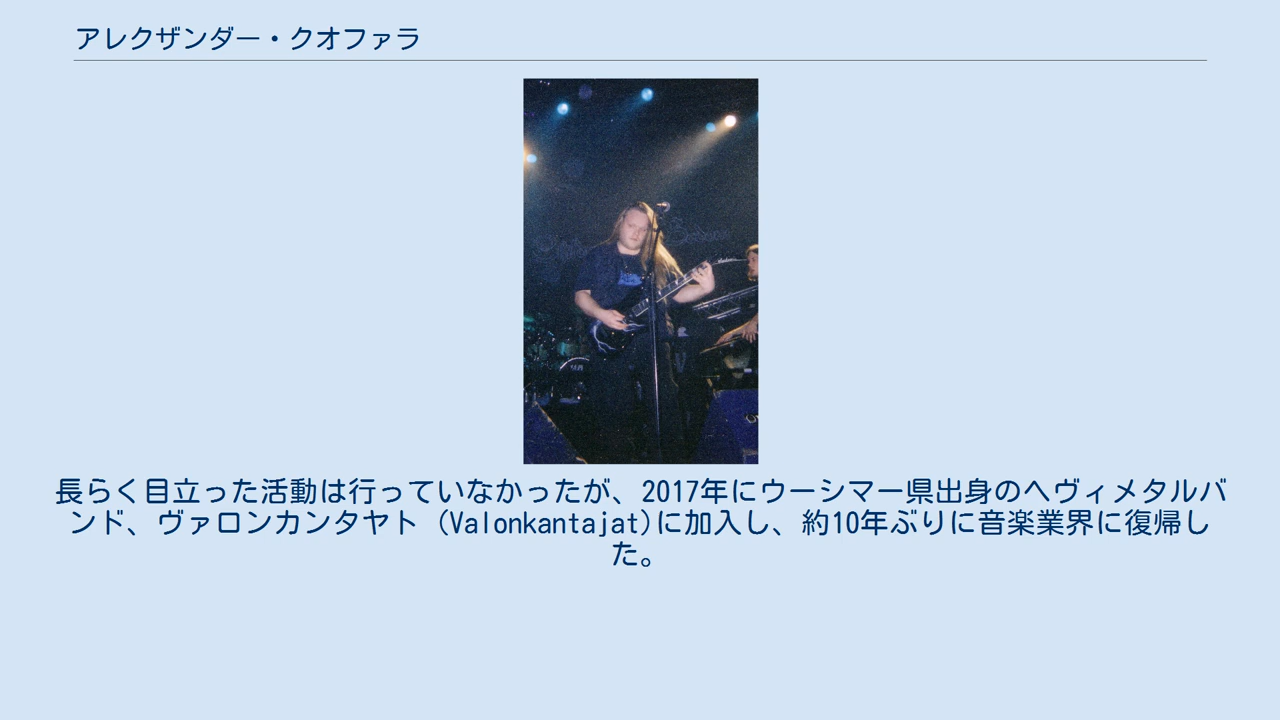 アレクザンダー・クオファラ
長らく目立った活動は行っていなかったが、2017年にウーシマー県出身のヘヴィメタルバ
ンド、ヴァロンカンタヤト (Valonkantajat)に加入し、約10年ぶりに音楽業界に復帰し
た。